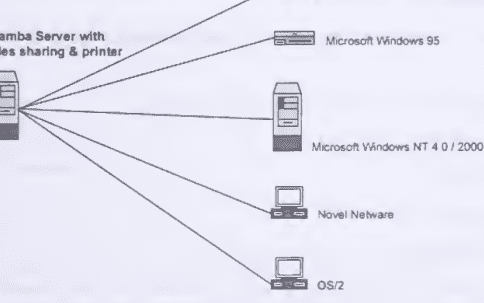 amba Server with
les sharing & printer
Microsoft Windows 95
Microsoft Windows NT 4 0 / 2000
Novel Netware
OS/2